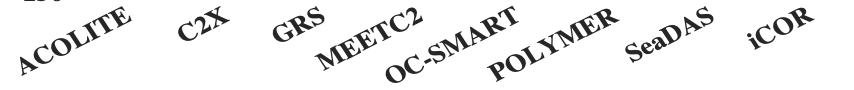 ACOLITE
C2X
GRS
MEETC2
OC-SMART
POLYMER
SeaDAS
iCOR